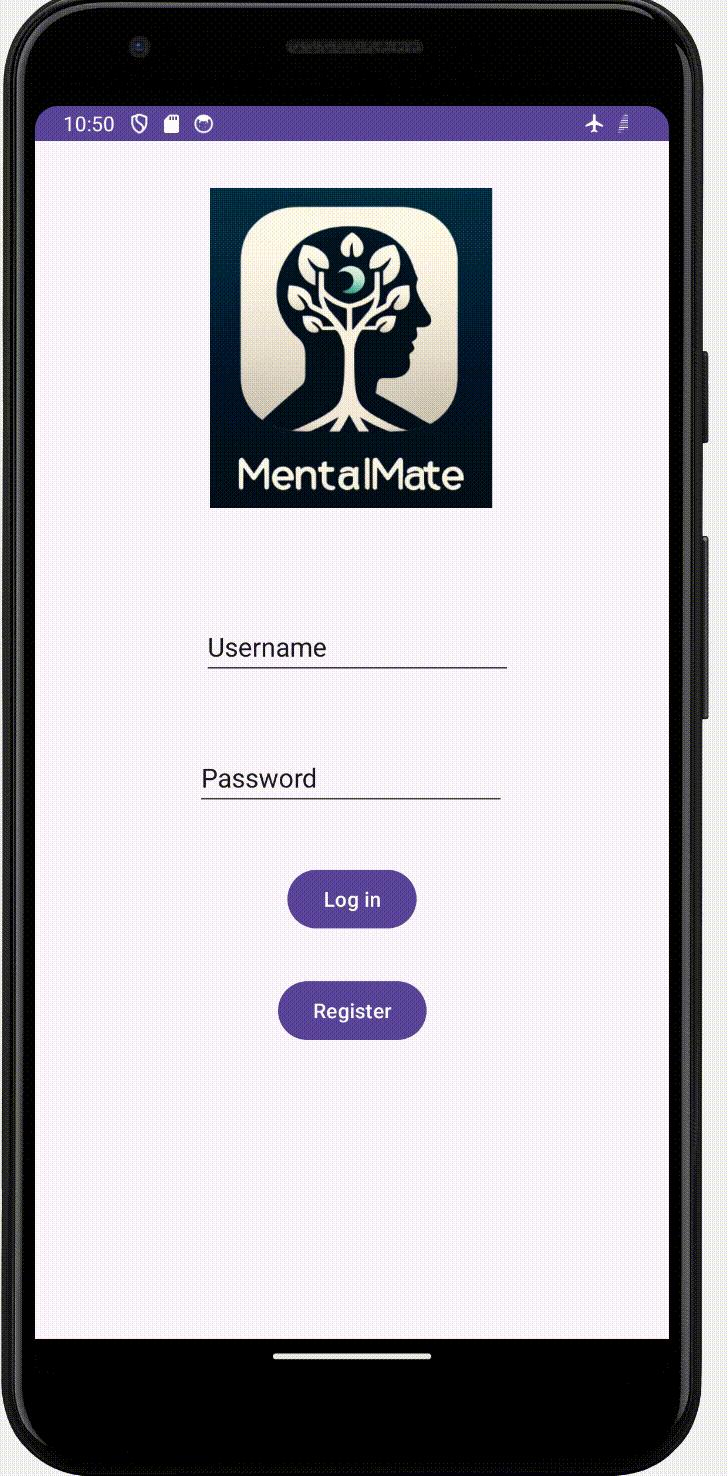 10:50
MentalMate
Username
Password
Log in
Register